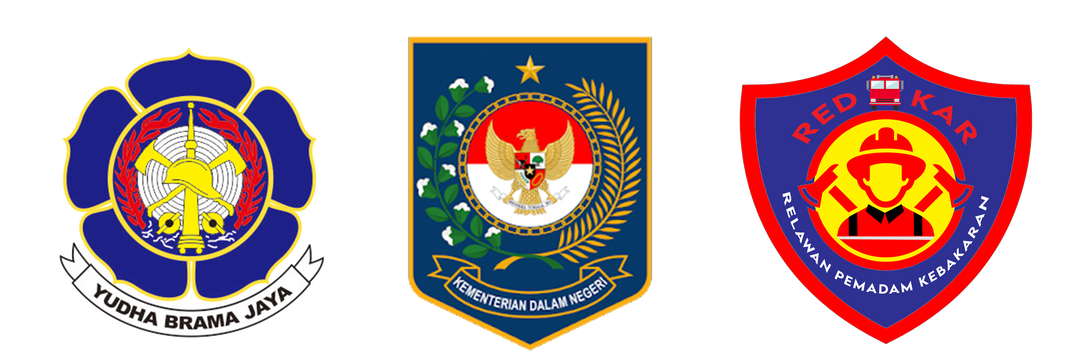 YUDHA BRAMA JAYA
KEMENTERIAN DALAM NEGERI
RED KAR
RELAWAN PEMADAM KEBAKARAN